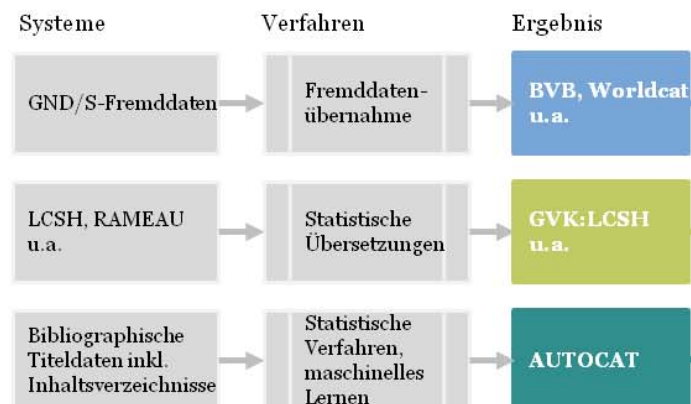 Systeme Verfahren Ergebnis
GND/S-Fremddaten
Fremddaten-
übernahme
BVB, Worldcat
u.a.
LCSH, RAMEAU
u.a.
Statistische
Übersetzungen
GVK:LCSH
u.a.
Bibliographische
Titeldaten inkl.
Inhaltsverzeichnisse
Statistische
Verfahren,
maschinelles
Lernen
AUTOCAT